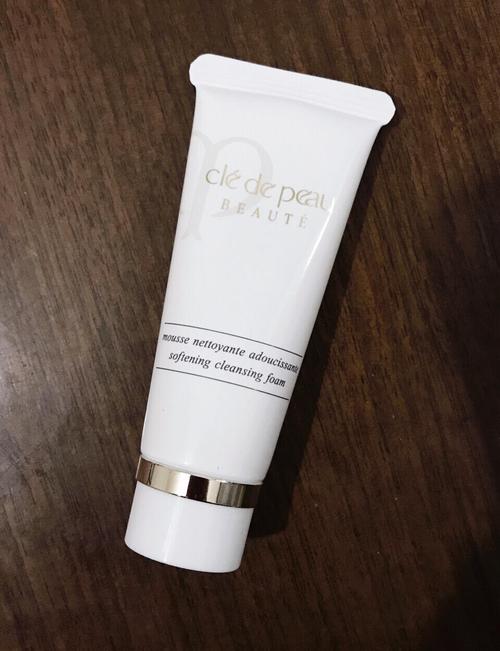 clé de peau
BEAUTÉ
mousse nettoyante adoucissante
softening cleansing foam